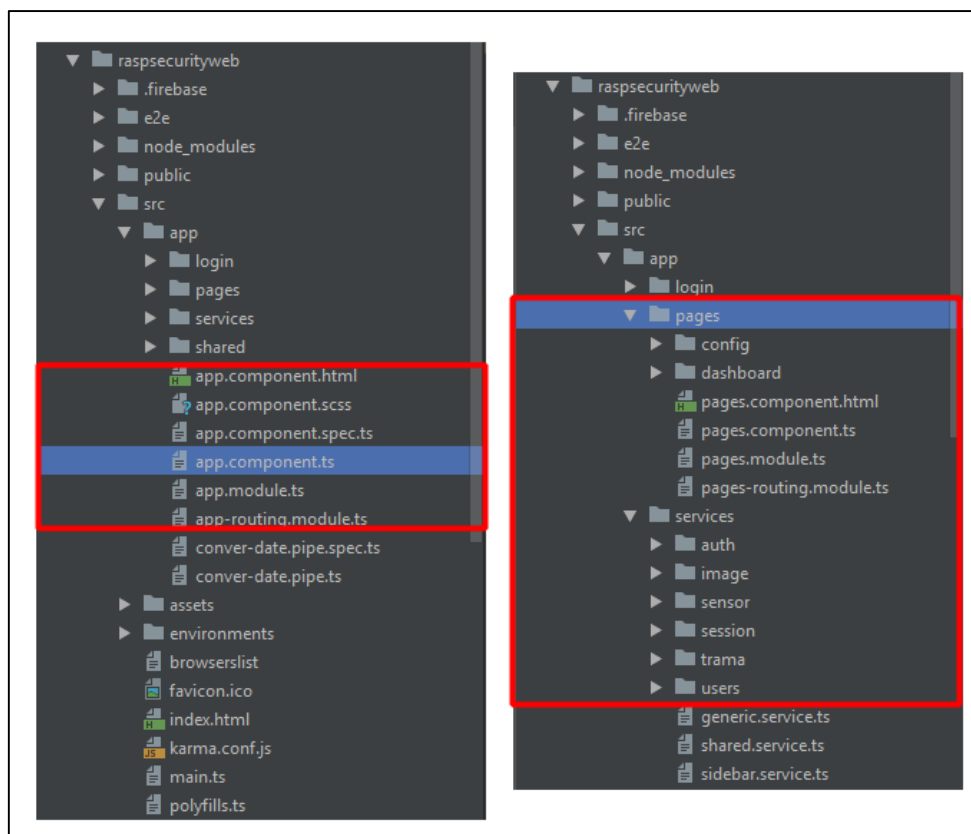 raspsecurityweb
.firebase
e2e
node_modules
public
src
app
login
pages
services
shared
app.component.html
app.component.scss
app.component.spec.ts
app.component.ts
app.module.ts
app-routing.module.ts
conver-date.pipe.spec.ts
conver-date.pipe.ts
assets
environments
browserslist
favicon.ico
index.html
karma.conf.js
main.ts
polyfills.ts
raspsecurityweb
.firebase
e2e
node_modules
public
src
app
login
pages
config
dashboard
pages.component.html
pages.component.ts
pages.module.ts
pages-routing.module.ts
services
auth
image
sensor
session
trama
users
generic.service.ts
shared.service.ts
sidebar.service.ts